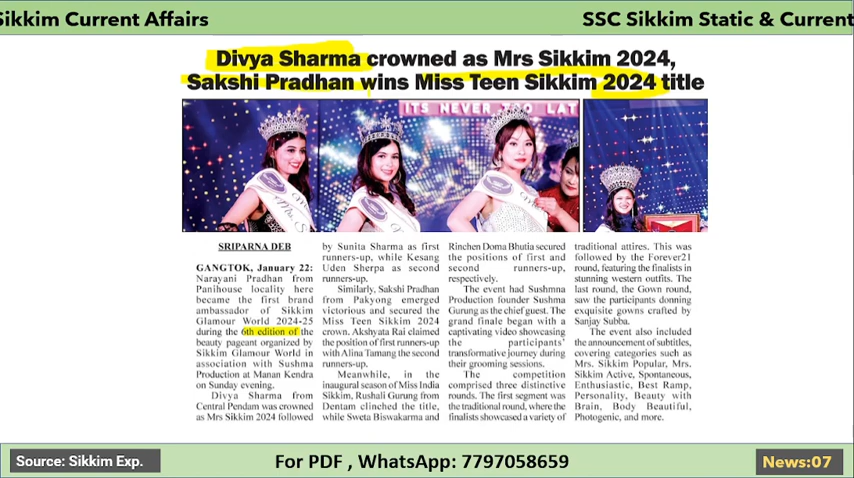 Sikkim Current Affairs
SSC Sikkim Static & Current
Divya Sharma crowned as Mrs Sikkim 2024,
Sakshi Pradhan wins Miss Teen Sikkim 2024 title
ITS NEVER TOO LAT
SRIPARNA DEB
GANGTOK, January 22:
Narayani Pradhan from
Panihouse locality here
became the first brand
ambassador of Sikkim
Glamour World 2024-25
during the 6th edition of the
beauty pageant organized by
Sikkim Glamour World in
association with Sushma
Production at Manan Kendra
on Sunday evening.
Divya Sharma from
Central Pendam was crowned
as Mrs Sikkim 2024 followed
by Sunita Sharma as first
runners-up, while Kesang
Uden Sherpa as second
runners-up.
Similarly, Sakshi Pradhan
from Pakyong emerged
victorious and secured the
Miss Teen Sikkim 2024
crown. Akshyata Rai claimed
the position of first runners-up
with Alina Tamang the second
runners-up.
Meanwhile, in the
inaugural season of Miss India
Sikkim, Rushali Gurung from
Dentam clinched the title,
while Sweta Biswakarma and
Rinchen Doma Bhutia secured
the positions of first and
second runners-up,
respectively.
The event had Sushmna
Production founder Sushma
Gurung as the chief guest. The
grand finale began with a
captivating video showcasing
the participants'
transformative journey during
their grooming sessions.
The competition
comprised three distinctive
rounds. The first segment was
the traditional round, where the
finalists showcased a variety of
traditional attires. This was
followed by the Forever21
round, featuring the finalists in
stunning western outfits. The
last round, the Gown round,
saw the participants donning
exquisite gowns crafted by
Sanjay Subba.
The event also included
the announcement of subtitles,
covering categories such as
Mrs. Sikkim Popular, Mrs.
Sikkim Active, Spontaneous,
Enthusiastic, Best Ramp,
Personality, Beauty with
Brain, Body Beautiful,
Photogenic, and more.
Source: Sikkim Exp.
For PDF , WhatsApp: 7797058659
News:07